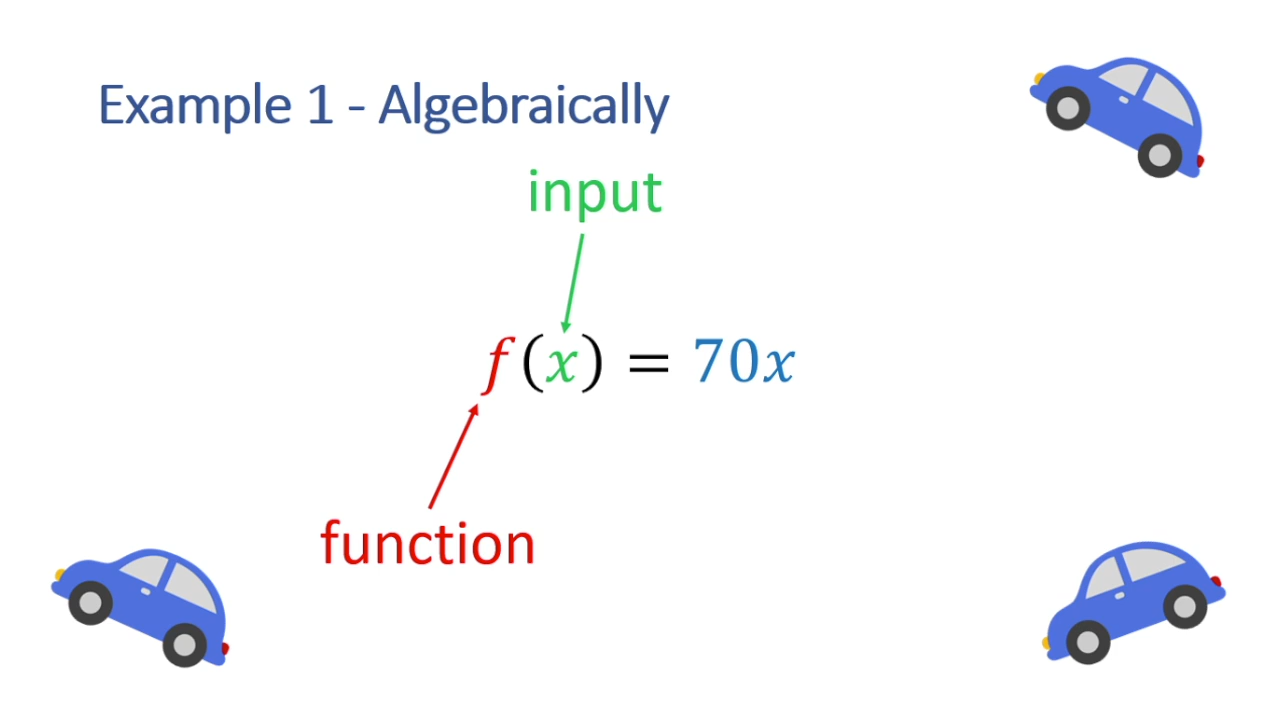 Example 1 - Algebraically
input
f(x) = 70x
function